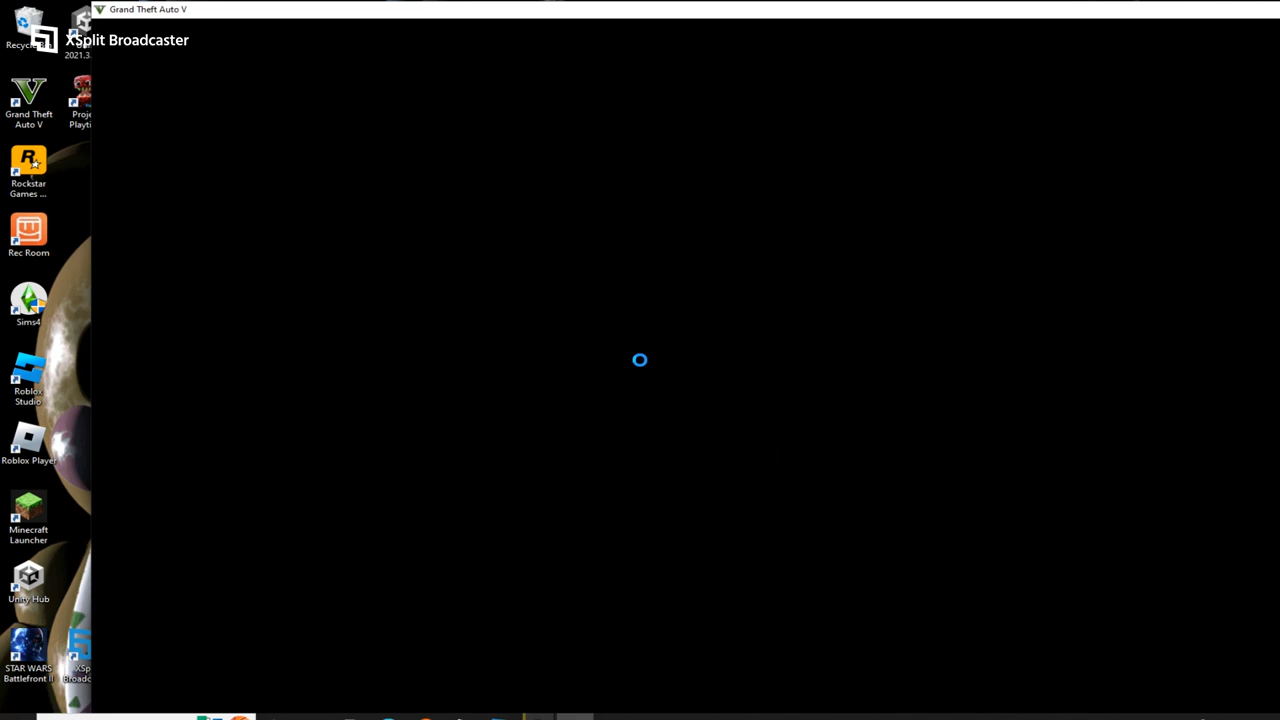 Grand Theft Auto V
XSplit Broadcaster
2021.3.
Grand Theft
Auto V
Rockstar
Games ...
Rec Room
Sims4
Roblox
Studio
Roblox Player
Minecraft
Launcher
Unity Hub
STAR WARS
Battlefront II